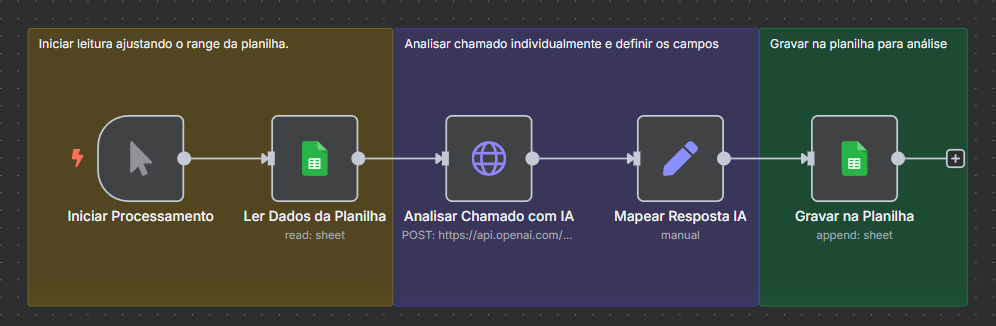 Iniciar leitura ajustando o range da planilha.
Analisar chamado individualmente e definir os campos
Gravar na planilha para análise
Iniciar Processamento
Ler Dados da Planilha
read: sheet
Analisar Chamado com IA
POST: https://api.openai.com/...
Mapear Resposta IA
manual
Gravar na Planilha
append: sheet